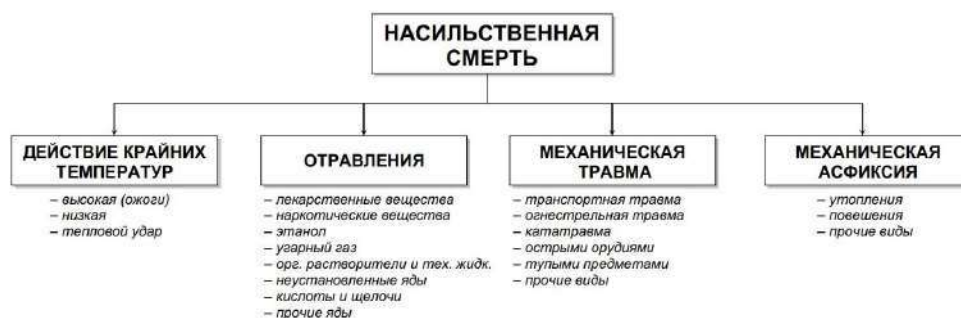 НАСИЛЬСТВЕННАЯ
СМЕРТЬ
ДЕЙСТВИЕ КРАЙНИХ
ТЕМПЕРАТУР
– высокая (ожоги)
– низкая
– тепловой удар
ОТРАВЛЕНИЯ
– лекарственные вещества
– наркотические вещества
– этанол
– угарный газ
– орг. растворители и тех. жидк.
– неустановленные яды
– кислоты и щелочи
– прочие яды
МЕХАНИЧЕСКАЯ
ТРАВМА
– транспортная травма
– огнестрельная травма
– кататравма
– острыми орудиями
– тупыми предметами
– прочие виды
МЕХАНИЧЕСКАЯ
АСФИКСИЯ
– утопления
– повешения
– прочие виды